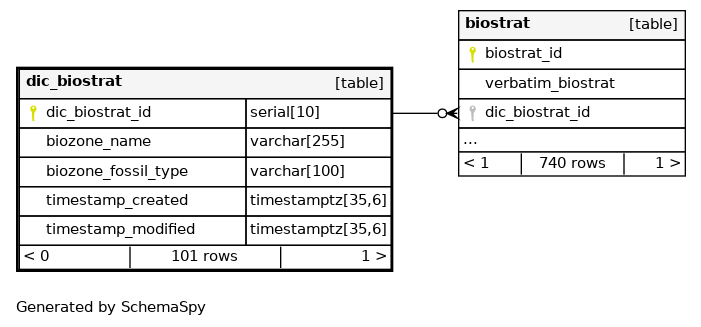 dic_biostrat [table]
dic_biostrat_id serial[10]
biozone_name varchar[255]
biozone_fossil_type varchar[100]
timestamp_created timestamptz[35,6]
timestamp_modified timestamptz[35,6]
< 0 101 rows 1 >
biostrat [table]
biostrat_id
verbatim_biostrat
dic_biostrat_id
...
< 1 740 rows 1 >
Generated by SchemaSpy